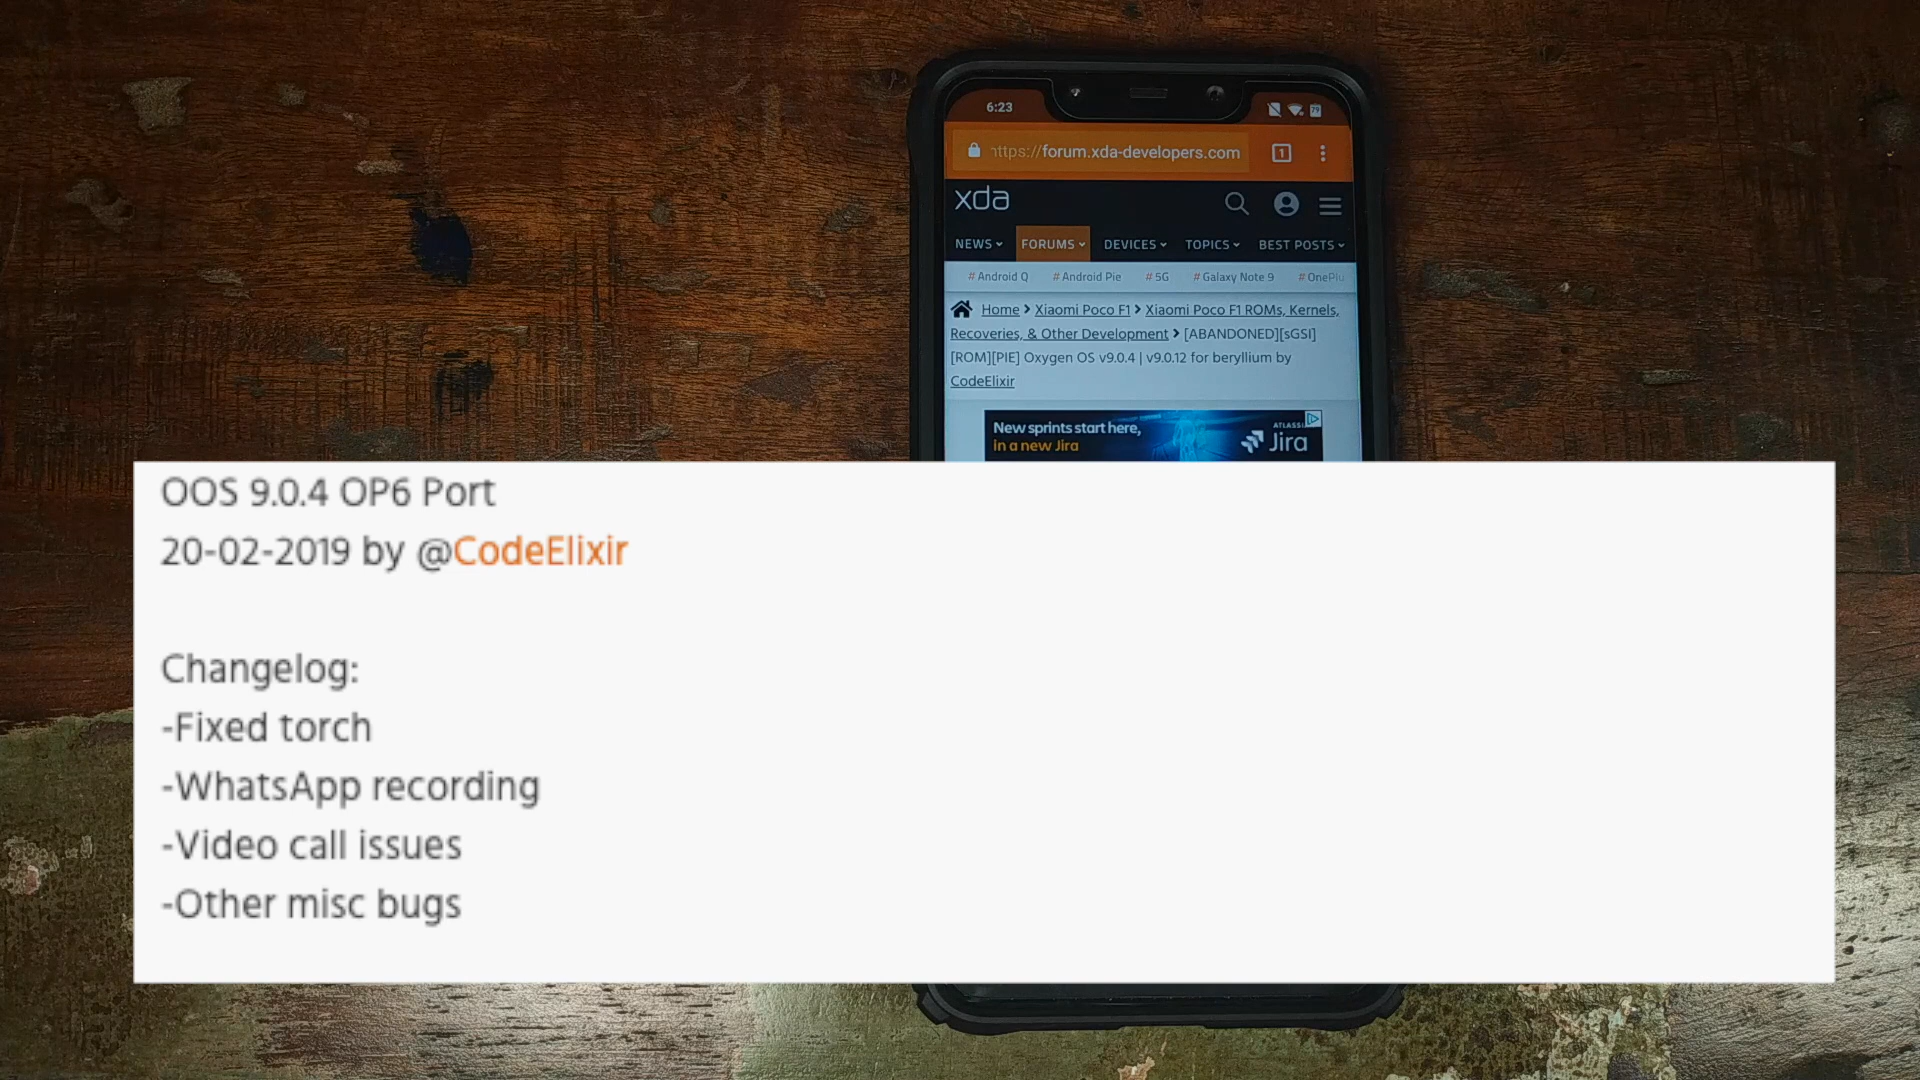 6:23
79
https://forum.xda-developers.com
1
xda
NEWS FORUMS DEVICES TOPICS BEST POSTS
# Android Q # Android Pie # 5G # Galaxy Note 9 # OnePlu
Home > Xiaomi Poco F1 > Xiaomi Poco F1 ROMs, Kernels,
Recoveries, & Other Development > [ABANDONED][sGSI]
[ROM][PIE] Oxygen OS v9.0.4 | v9.0.12 for beryllium by
CodeElixir
New sprints start here,
in a new Jira
ATLASSI
Jira
OOS 9.0.4 OP6 Port
20-02-2019 by @CodeElixir
Changelog:
-Fixed torch
-WhatsApp recording
-Video call issues
-Other misc bugs